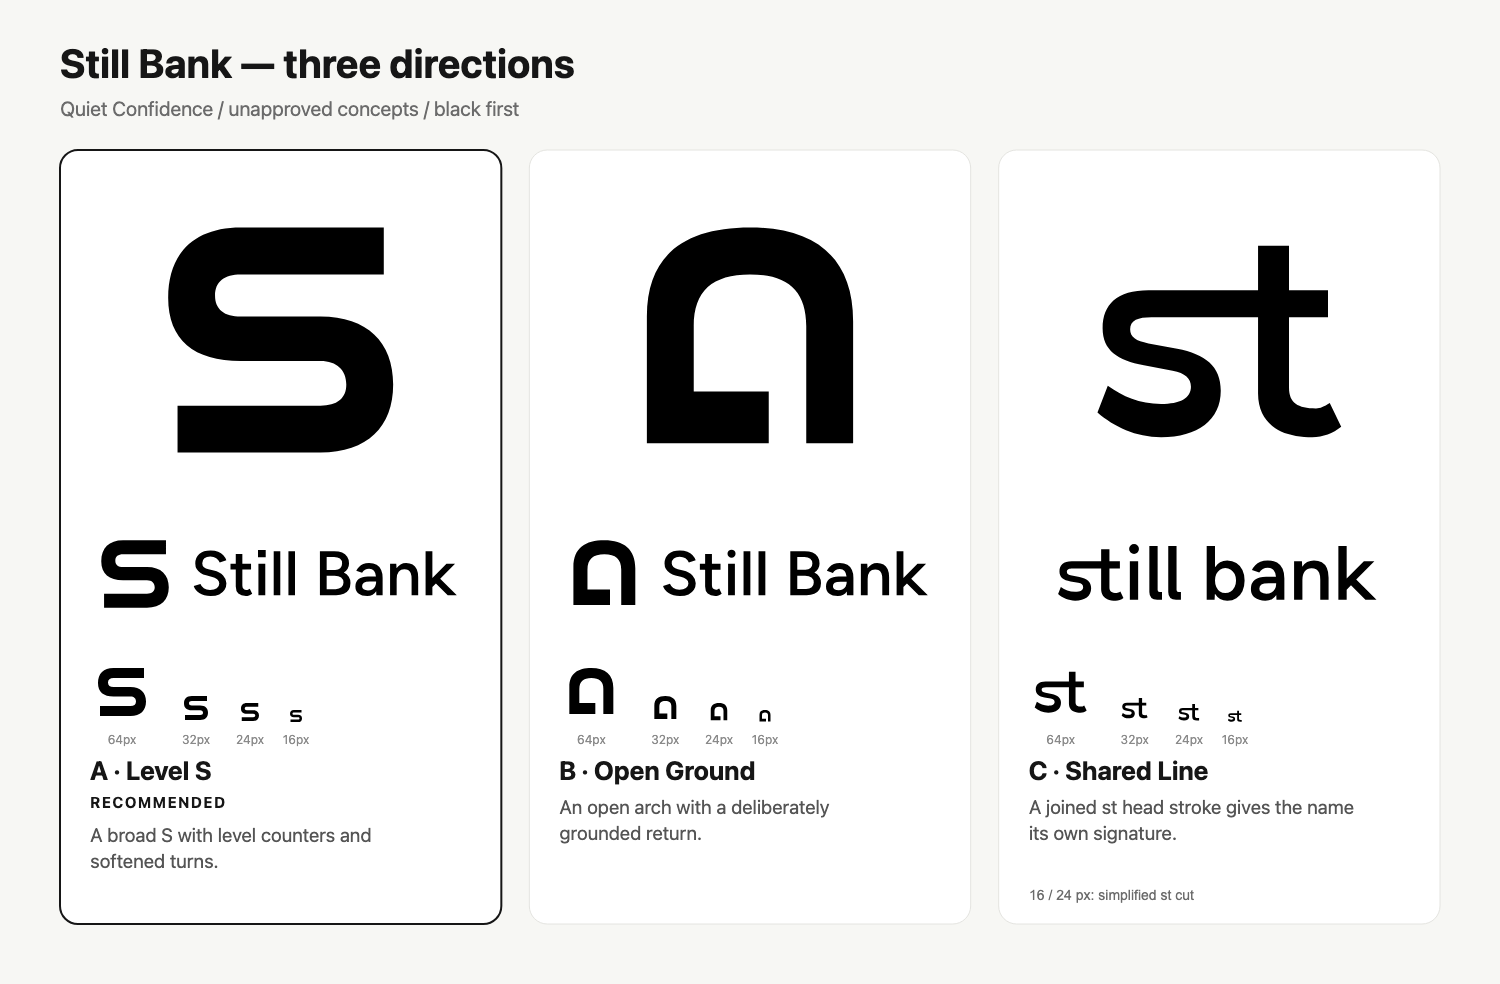 Still Bank — three directions
Quiet Confidence / unapproved concepts / black first
S
Still Bank
64px 32px 24px 16px
A · Level S
RECOMMENDED
A broad S with level counters and
softened turns.
Still Bank
64px 32px 24px 16px
B · Open Ground
An open arch with a deliberately
grounded return.
st
still bank
st st st st
64px 32px 24px 16px
C · Shared Line
A joined st head stroke gives the name
its own signature.
16 / 24 px: simplified st cut